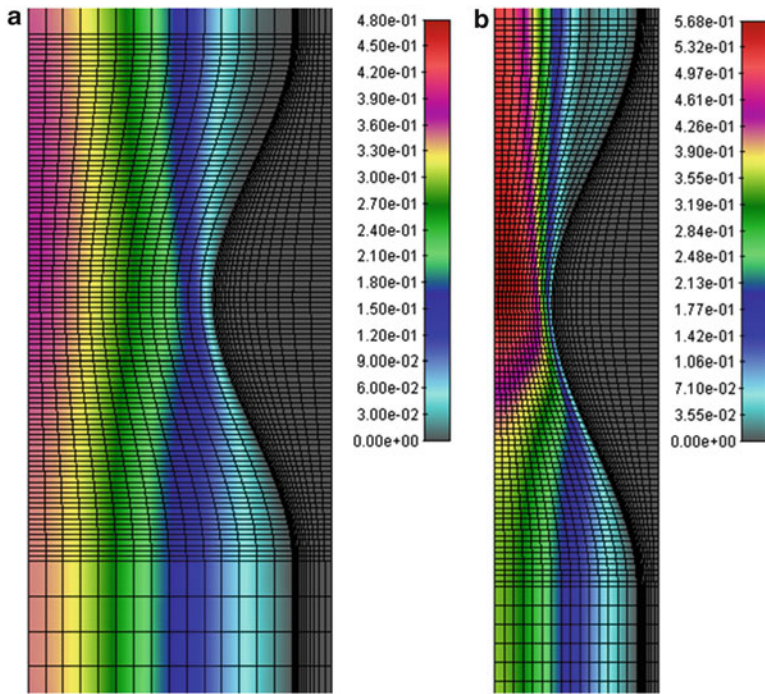 a
4.80e-01
4.50e-01
4.20e-01
3.90e-01
3.60e-01
3.30e-01
3.00e-01
2.70e-01
2.40e-01
2.10e-01
1.80e-01
1.50e-01
1.20e-01
9.00e-02
6.00e-02
3.00e-02
0.00e+00
b
5.68e-01
5.32e-01
4.97e-01
4.61e-01
4.26e-01
3.90e-01
3.55e-01
3.19e-01
2.84e-01
2.48e-01
2.13e-01
1.77e-01
1.42e-01
1.06e-01
7.10e-02
3.55e-02
0.00e+00